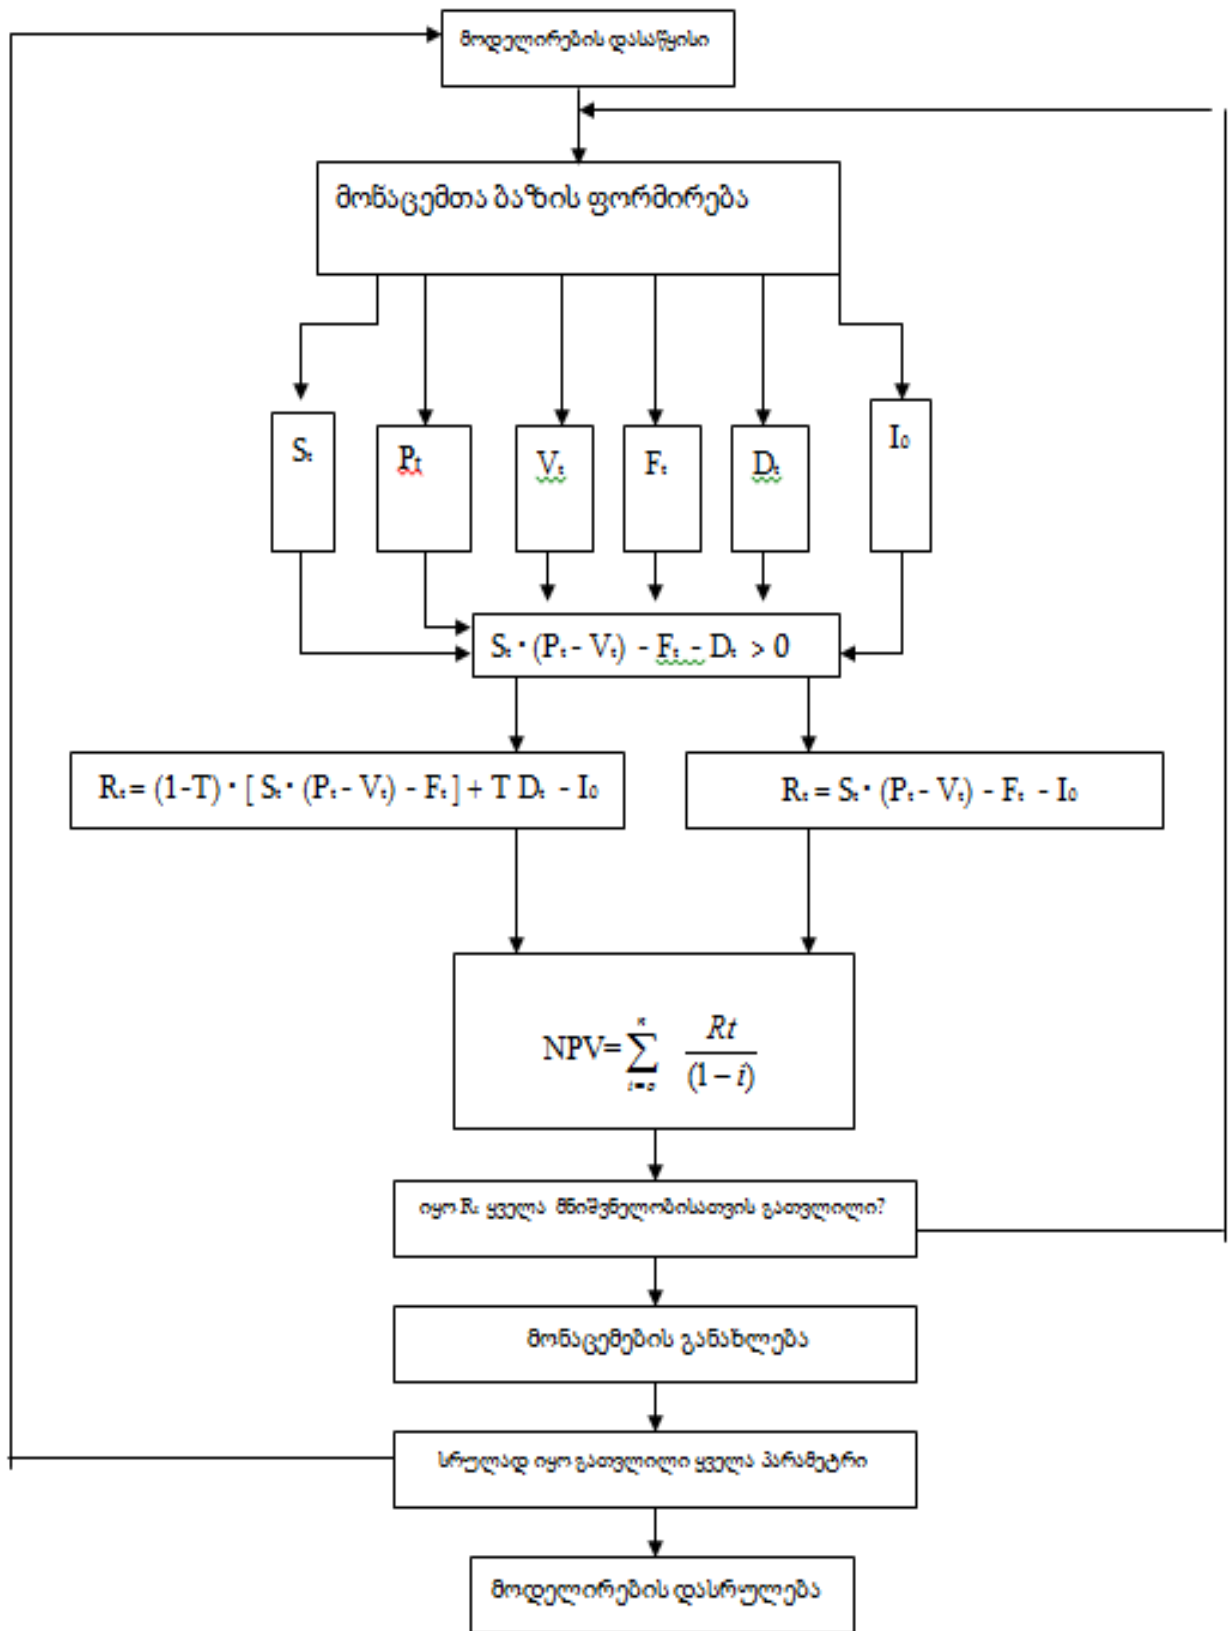 მოდელირების დასაწყისი
მონაცემთა ბაზის ფორმირება
Sₜ
Pt
Vₜ
Fₜ
Dₜ
I₀
Sₜ · (Pₜ - Vₜ) - Fₜ - Dₜ > 0
Rₜ = (1-T) · [ Sₜ · (Pₜ - Vₜ) - Fₜ ] + T Dₜ - I₀
Rₜ = Sₜ · (Pₜ - Vₜ) - Fₜ - I₀
n
Rt
NPV=∑
(1 – i)
t=o
იყო Rₜ ყველა მნიშვნელობისათვის გათვლილი?
მონაცემების განახლება
სრულად იყო გათვლილი ყველა პარამეტრი
მოდელირების დასრულება